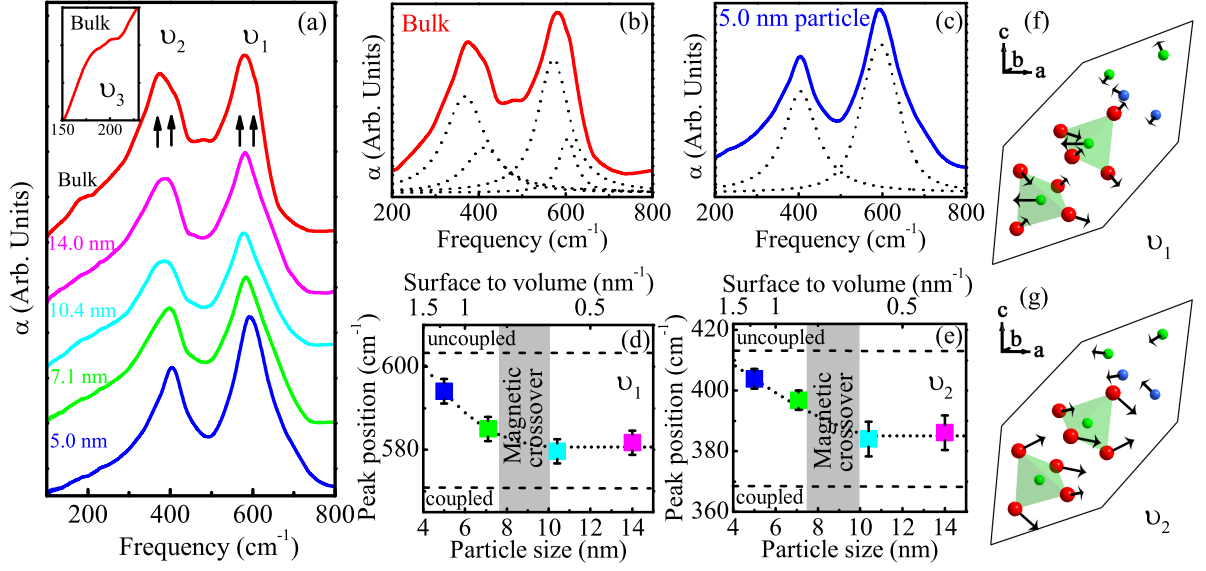 (a)
Bulk
υ3
150 200
υ2
υ1
Bulk
14.0 nm
10.4 nm
7.1 nm
5.0 nm
α (Arb. Units)
0 200 400 600 800
Frequency (cm-1)
(b)
Bulk
α (Arb. Units)
200 400 600 800
Frequency (cm-1)
(c)
5.0 nm particle
α (Arb. Units)
200 400 600 800
Frequency (cm-1)
Surface to volume (nm-1)
1.5 1 0.5
(d)
uncoupled
υ1
Magnetic
crossover
coupled
Peak position (cm-1)
600
580
4 6 8 10 12 14
Particle size (nm)
Surface to volume (nm-1)
1.5 1 0.5
(e)
uncoupled
υ2
Magnetic
crossover
coupled
Peak position (cm-1)
420
400
380
360
4 6 8 10 12 14
Particle size (nm)
(f)
c
b
a
υ1
(g)
c
b
a
υ2